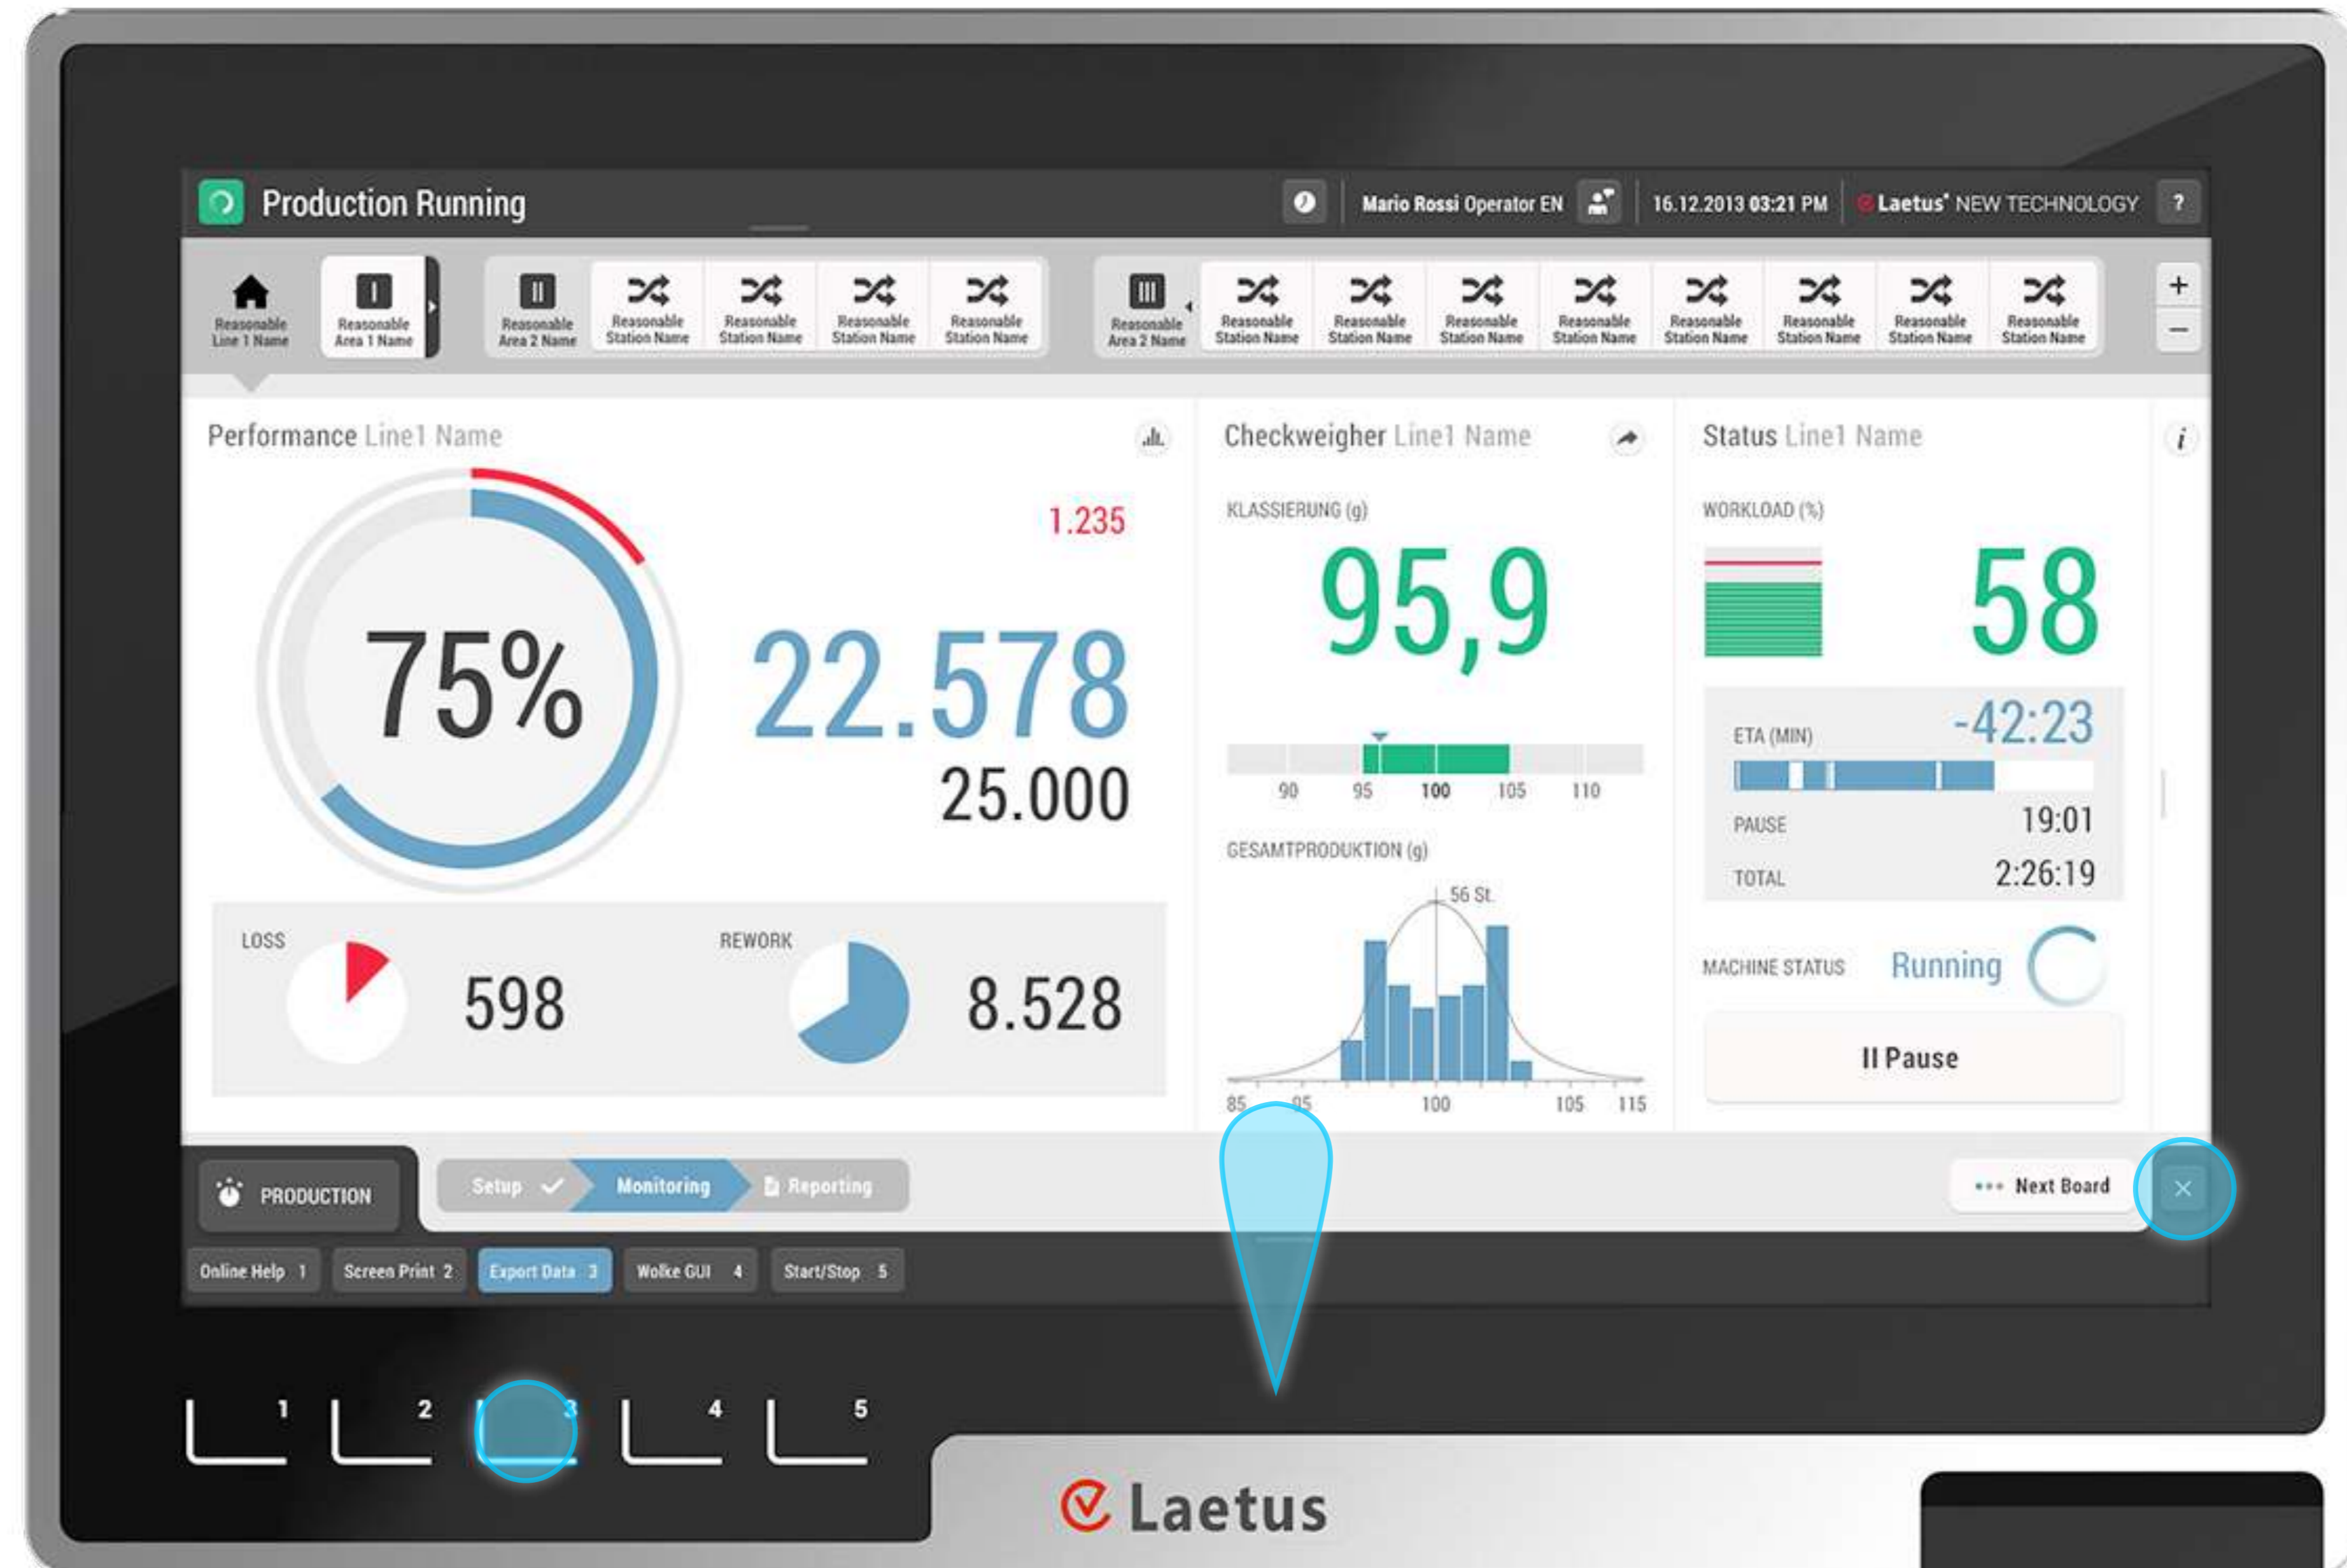 Production Running
Mario Rossi Operator EN
16.12.2013 03:21 PM
Laetus® NEW TECHNOLOGY
?
Reasonable
Line 1 Name
I
Reasonable
Area 1 Name
II
Reasonable
Area 2 Name
Reasonable
Station Name
Reasonable
Station Name
Reasonable
Station Name
Reasonable
Station Name
III
Reasonable
Area 2 Name
Reasonable
Station Name
Reasonable
Station Name
Reasonable
Station Name
Reasonable
Station Name
Reasonable
Station Name
Reasonable
Station Name
Reasonable
Station Name
Reasonable
Station Name
+
−
Performance Line1 Name
75%
1.235
22.578
25.000
LOSS
598
REWORK
8.528
Checkweigher Line1 Name
KLASSIERUNG (g)
95,9
90 95 100 105 110
GESAMTPRODUKTION (g)
56 St.
85 95 100 105 115
Status Line1 Name
i
WORKLOAD (%)
58
ETA (MIN) -42:23
PAUSE 19:01
TOTAL 2:26:19
MACHINE STATUS Running
II Pause
PRODUCTION
Setup
Monitoring
Reporting
Next Board
Online Help 1
Screen Print 2
Export Data 3
Wolke GUI 4
Start/Stop 5
1 2 3 4 5
Laetus